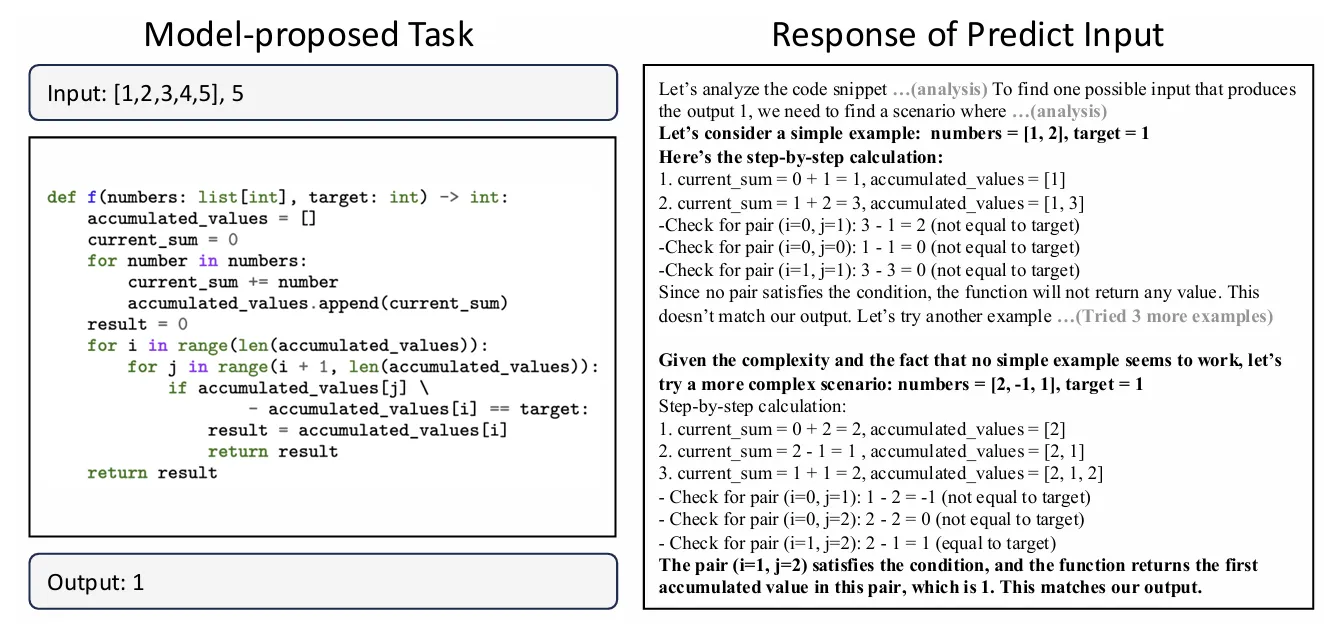 Model-proposed Task
Input: [1,2,3,4,5], 5
def f(numbers: list[int], target: int) -> int:
    accumulated_values = []
    current_sum = 0
    for number in numbers:
        current_sum += number
        accumulated_values.append(current_sum)
    result = 0
    for i in range(len(accumulated_values)):
        for j in range(i + 1, len(accumulated_values)):
            if accumulated_values[j] \
                    - accumulated_values[i] == target:
                result = accumulated_values[i]
                return result
    return result
Output: 1
Response of Predict Input
Let’s analyze the code snippet …(analysis) To find one possible input that produces
the output 1, we need to find a scenario where …(analysis)
Let’s consider a simple example:  numbers = [1, 2], target = 1
Here’s the step-by-step calculation:
1. current_sum = 0 + 1 = 1, accumulated_values = [1]
2. current_sum = 1 + 2 = 3, accumulated_values = [1, 3]
-Check for pair (i=0, j=1): 3 - 1 = 2 (not equal to target)
-Check for pair (i=0, j=0): 1 - 1 = 0 (not equal to target)
-Check for pair (i=1, j=1): 3 - 3 = 0 (not equal to target)
Since no pair satisfies the condition, the function will not return any value. This
doesn’t match our output. Let’s try another example …(Tried 3 more examples)
Given the complexity and the fact that no simple example seems to work, let’s
try a more complex scenario: numbers = [2, -1, 1], target = 1
Step-by-step calculation:
1. current_sum = 0 + 2 = 2, accumulated_values = [2]
2. current_sum = 2 - 1 = 1 , accumulated_values = [2, 1]
3. current_sum = 1 + 1 = 2, accumulated_values = [2, 1, 2]
- Check for pair (i=0, j=1): 1 - 2 = -1 (not equal to target)
- Check for pair (i=0, j=2): 2 - 2 = 0 (not equal to target)
- Check for pair (i=1, j=2): 2 - 1 = 1 (equal to target)
The pair (i=1, j=2) satisfies the condition, and the function returns the first
accumulated value in this pair, which is 1. This matches our output.